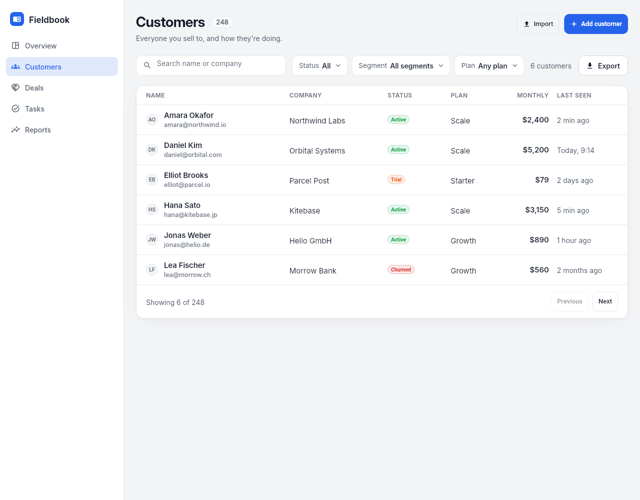 Fieldbook
Overview
Customers
Deals
Tasks
Reports
Customers 248
Everyone you sell to, and how they're doing.
Import
Add customer
Search name or company
Status All
Segment All segments
Plan Any plan
6 customers
Export
NAME COMPANY STATUS PLAN MONTHLY LAST SEEN
AO Amara Okafor Northwind Labs Active Scale $2,400 2 min ago
amara@northwind.io
DK Daniel Kim Orbital Systems Active Scale $5,200 Today, 9:14
daniel@orbital.com
EB Elliot Brooks Parcel Post Trial Starter $79 2 days ago
elliot@parcel.io
HS Hana Sato Kitebase Active Scale $3,150 5 min ago
hana@kitebase.jp
JW Jonas Weber Helio GmbH Active Growth $890 1 hour ago
jonas@helio.de
LF Lea Fischer Morrow Bank Churned Growth $560 2 months ago
lea@morrow.ch
Showing 6 of 248
Previous
Next